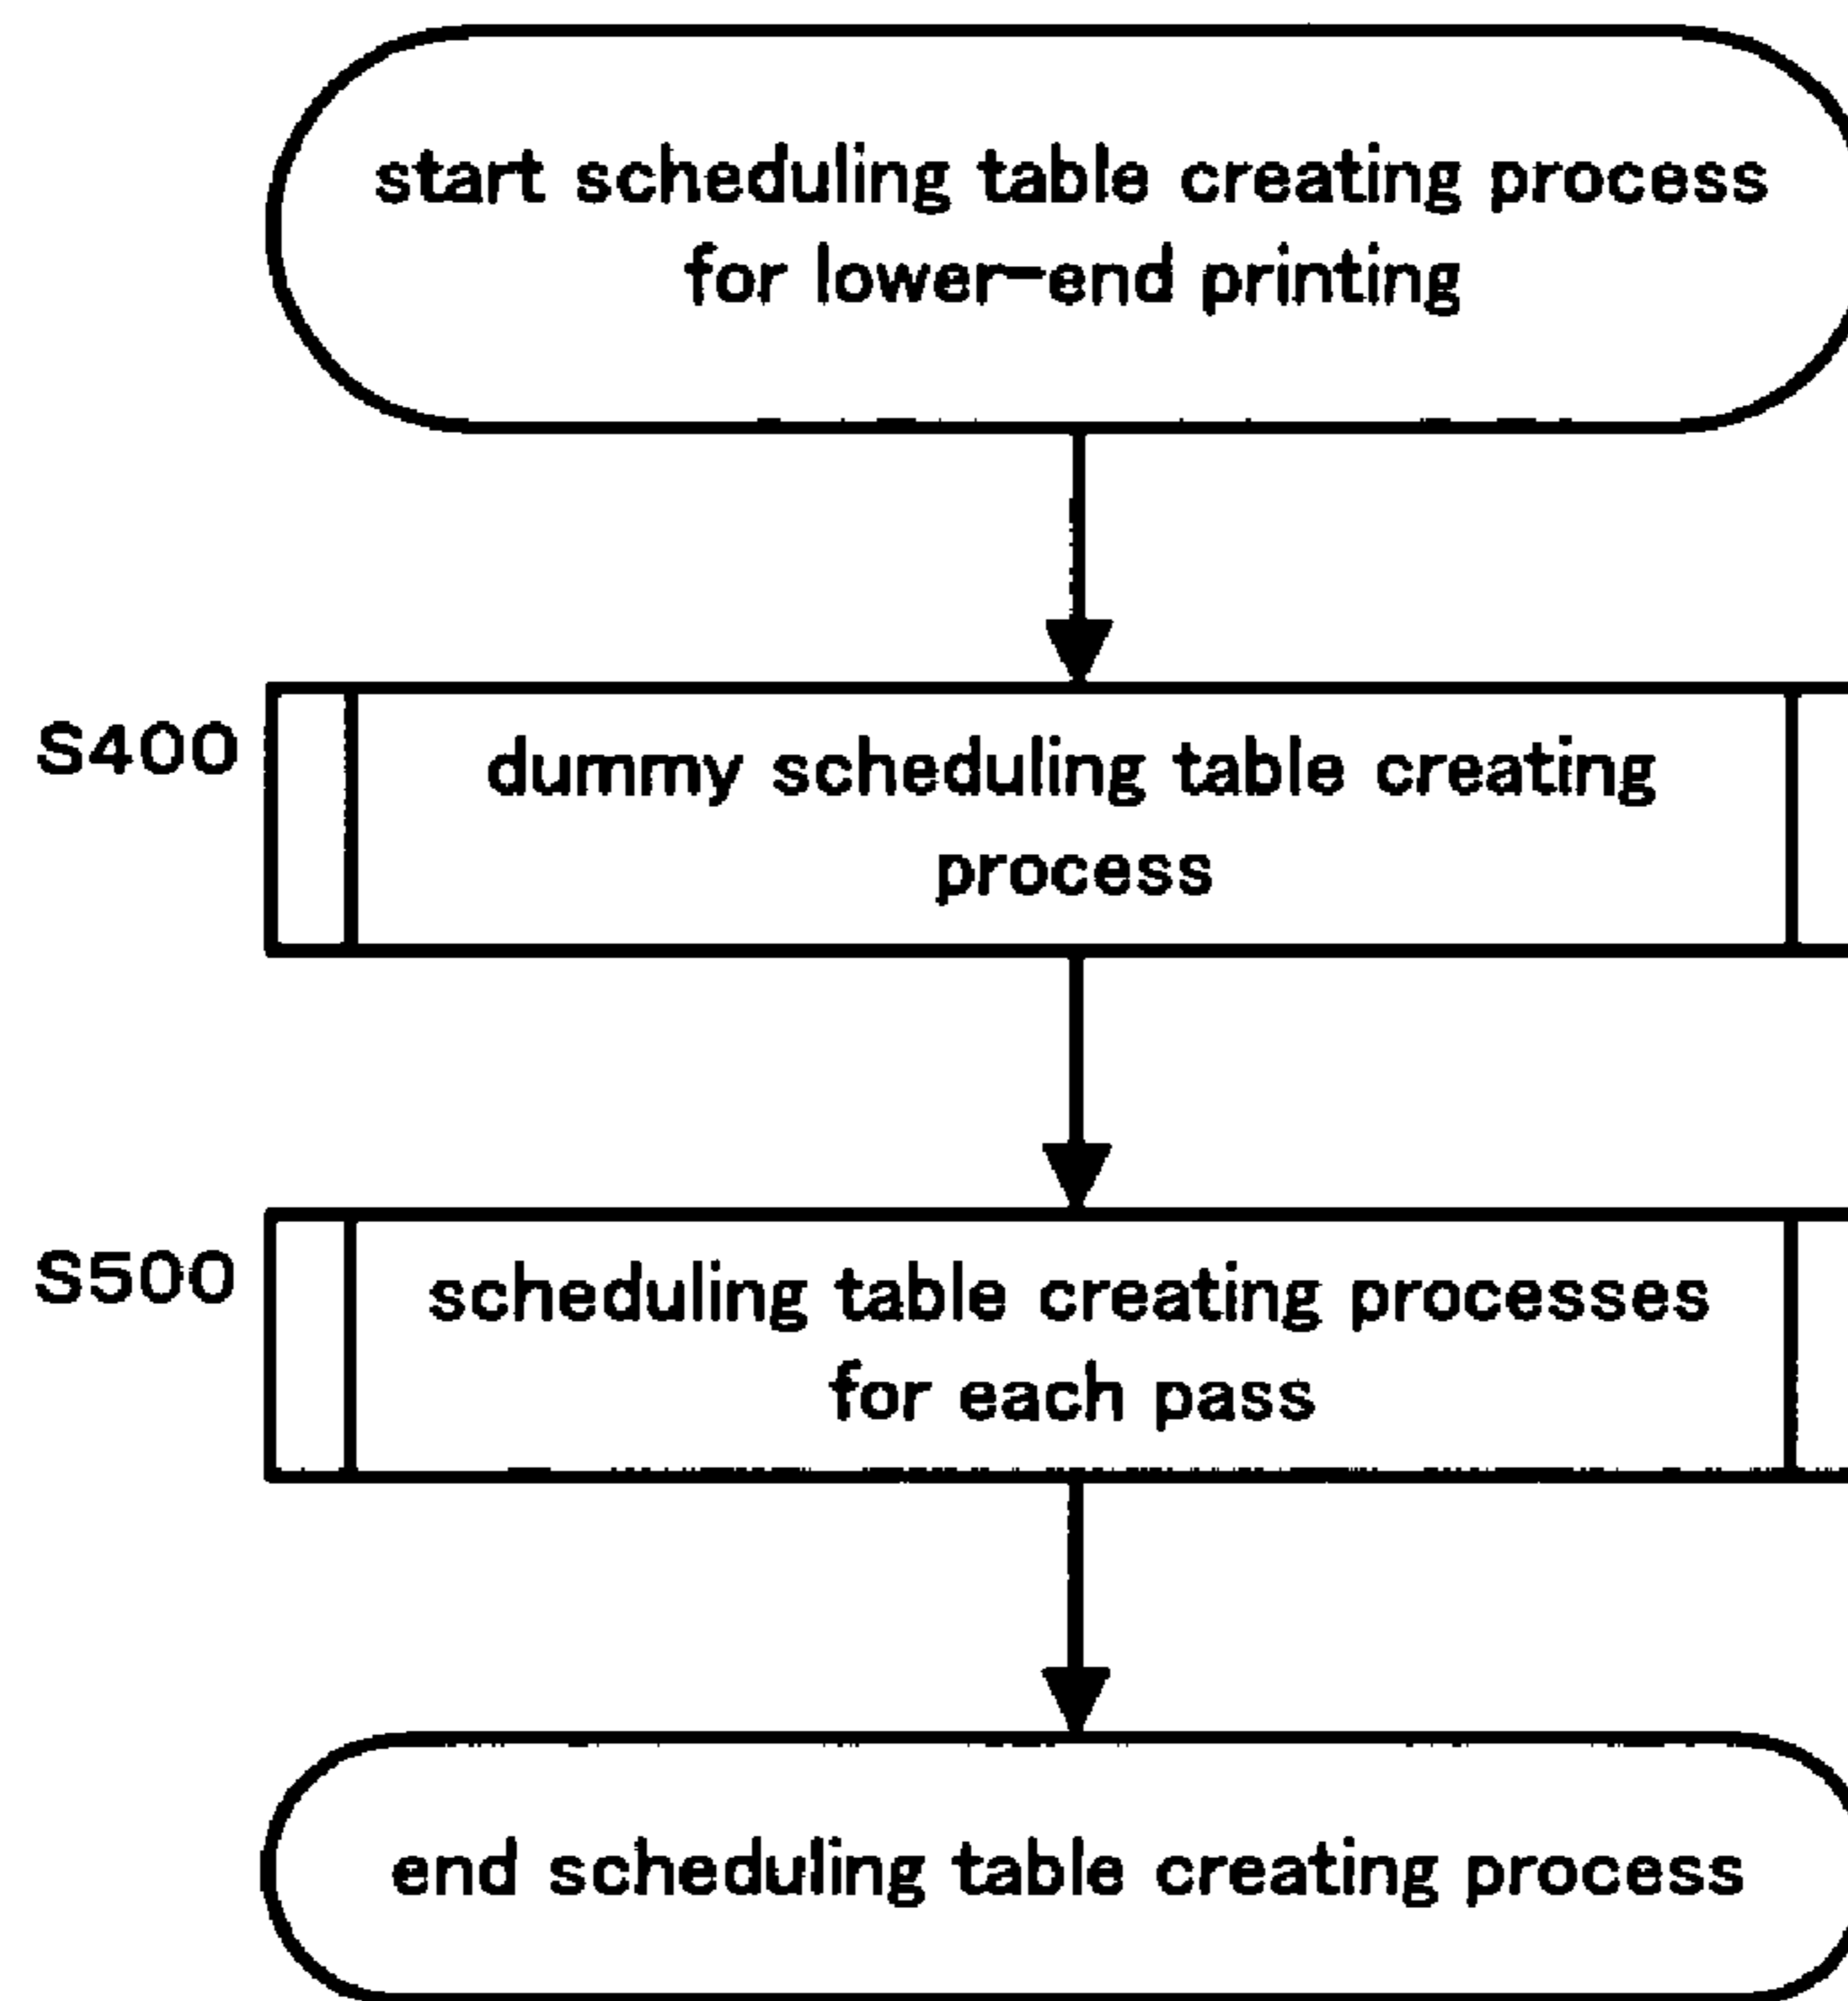 start scheduling table creating process
for lower-end printing
S400
dummy scheduling table creating
process
S500
scheduling table creating processes
for each pass
end scheduling table creating process